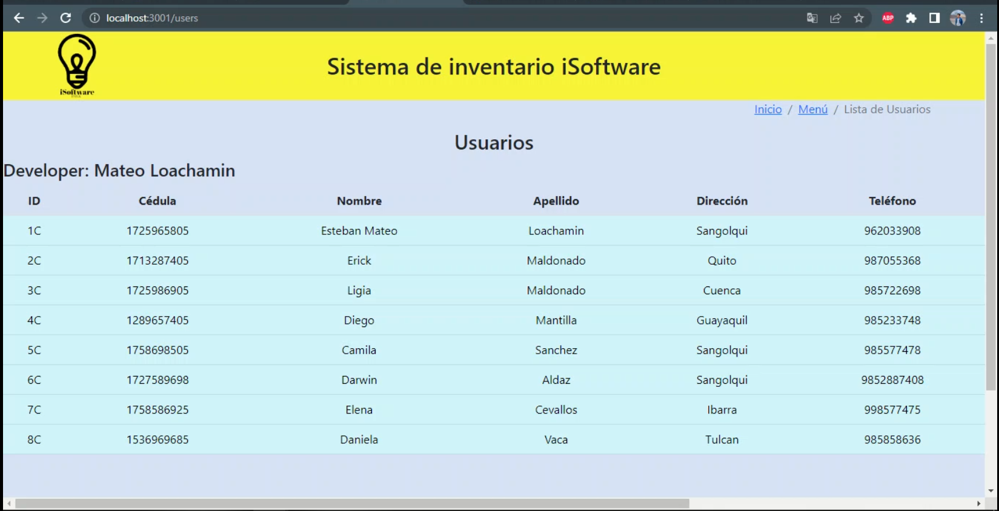 localhost:3001/users
ABP
Sistema de inventario iSoftware
iSoftware
Inicio / Menú / Lista de Usuarios
Usuarios
Developer: Mateo Loachamin
ID Cédula Nombre Apellido Dirección Teléfono
1C 1725965805 Esteban Mateo Loachamin Sangolqui 962033908
2C 1713287405 Erick Maldonado Quito 987055368
3C 1725986905 Ligia Maldonado Cuenca 985722698
4C 1289657405 Diego Mantilla Guayaquil 985233748
5C 1758698505 Camila Sanchez Sangolqui 985577478
6C 1727589698 Darwin Aldaz Sangolqui 9852887408
7C 1758586925 Elena Cevallos Ibarra 998577475
8C 1536969685 Daniela Vaca Tulcan 985858636